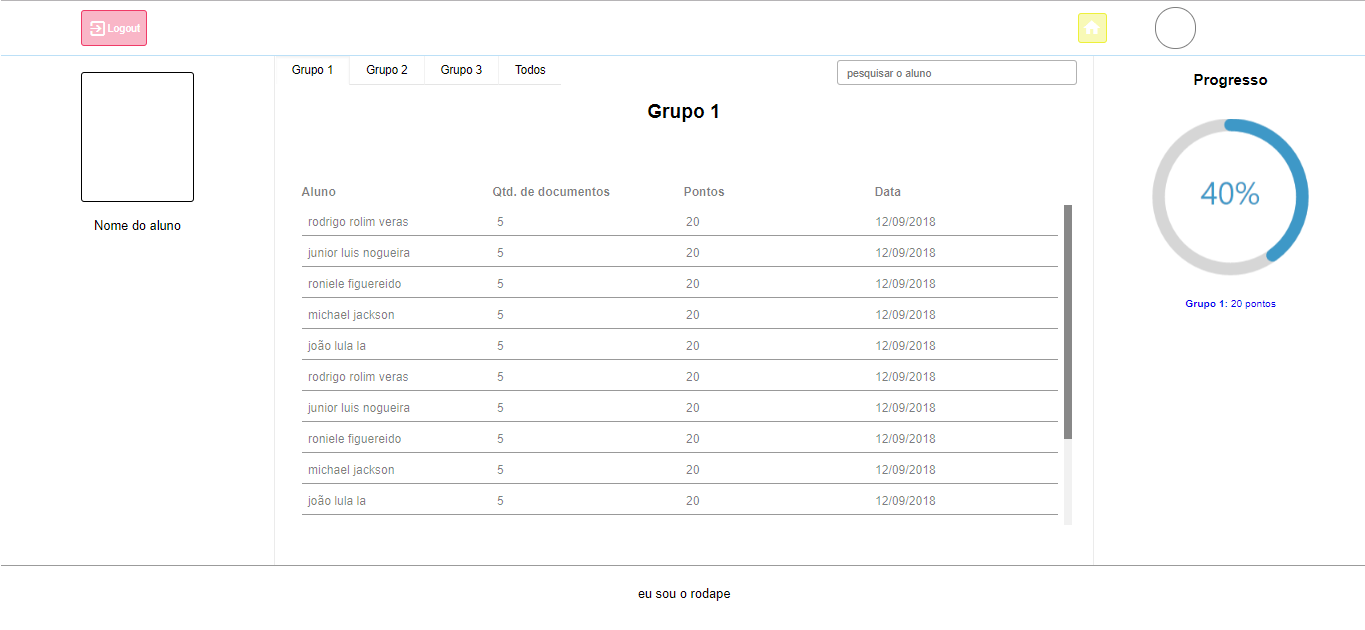 Logout
Grupo 1 Grupo 2 Grupo 3 Todos pesquisar o aluno
Nome do aluno
Grupo 1
Aluno Qtd. de documentos Pontos Data
rodrigo rolim veras 5 20 12/09/2018
junior luis nogueira 5 20 12/09/2018
roniele figuereido 5 20 12/09/2018
michael jackson 5 20 12/09/2018
joão lula la 5 20 12/09/2018
rodrigo rolim veras 5 20 12/09/2018
junior luis nogueira 5 20 12/09/2018
roniele figuereido 5 20 12/09/2018
michael jackson 5 20 12/09/2018
joão lula la 5 20 12/09/2018
Progresso
40%
Grupo 1: 20 pontos
eu sou o rodape